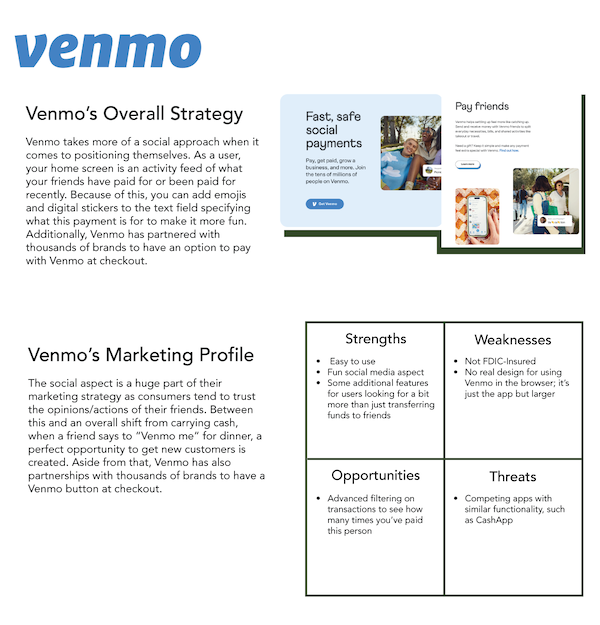 venmo
Venmo's Overall Strategy
Venmo takes more of a social approach when it
comes to positioning themselves. As a user,
your home screen is an activity feed of what
your friends have paid for or been paid for
recently. Because of this, you can add emojis
and digital stickers to the text field specifying
what this payment is for to make it more fun.
Additionally, Venmo has partnered with
thousands of brands to have an option to pay
with Venmo at checkout.
Fast, safe
social
payments
Pay, get paid, grow a
business, and more. Join
the tens of millions of
people on Venmo.
Get Venmo
Pay friends
Venmo's Marketing Profile
The social aspect is a huge part of their
marketing strategy as consumers tend to trust
the opinions/actions of their friends. Between
this and an overall shift from carrying cash,
when a friend says to "Venmo me" for dinner, a
perfect opportunity to get new customers is
created. Aside from that, Venmo has also
partnerships with thousands of brands to have a
Venmo button at checkout.
Strengths
• Easy to use
• Fun social media aspect
• Some additional features
for users looking for a bit
more than just transferring
funds to friends
Weaknesses
• Not FDIC-Insured
• No real design for using
Venmo in the browser; it's
just the app but larger
Opportunities
• Advanced filtering on
transactions to see how
many times you've paid
this person
Threats
• Competing apps with
similar functionality, such
as CashApp